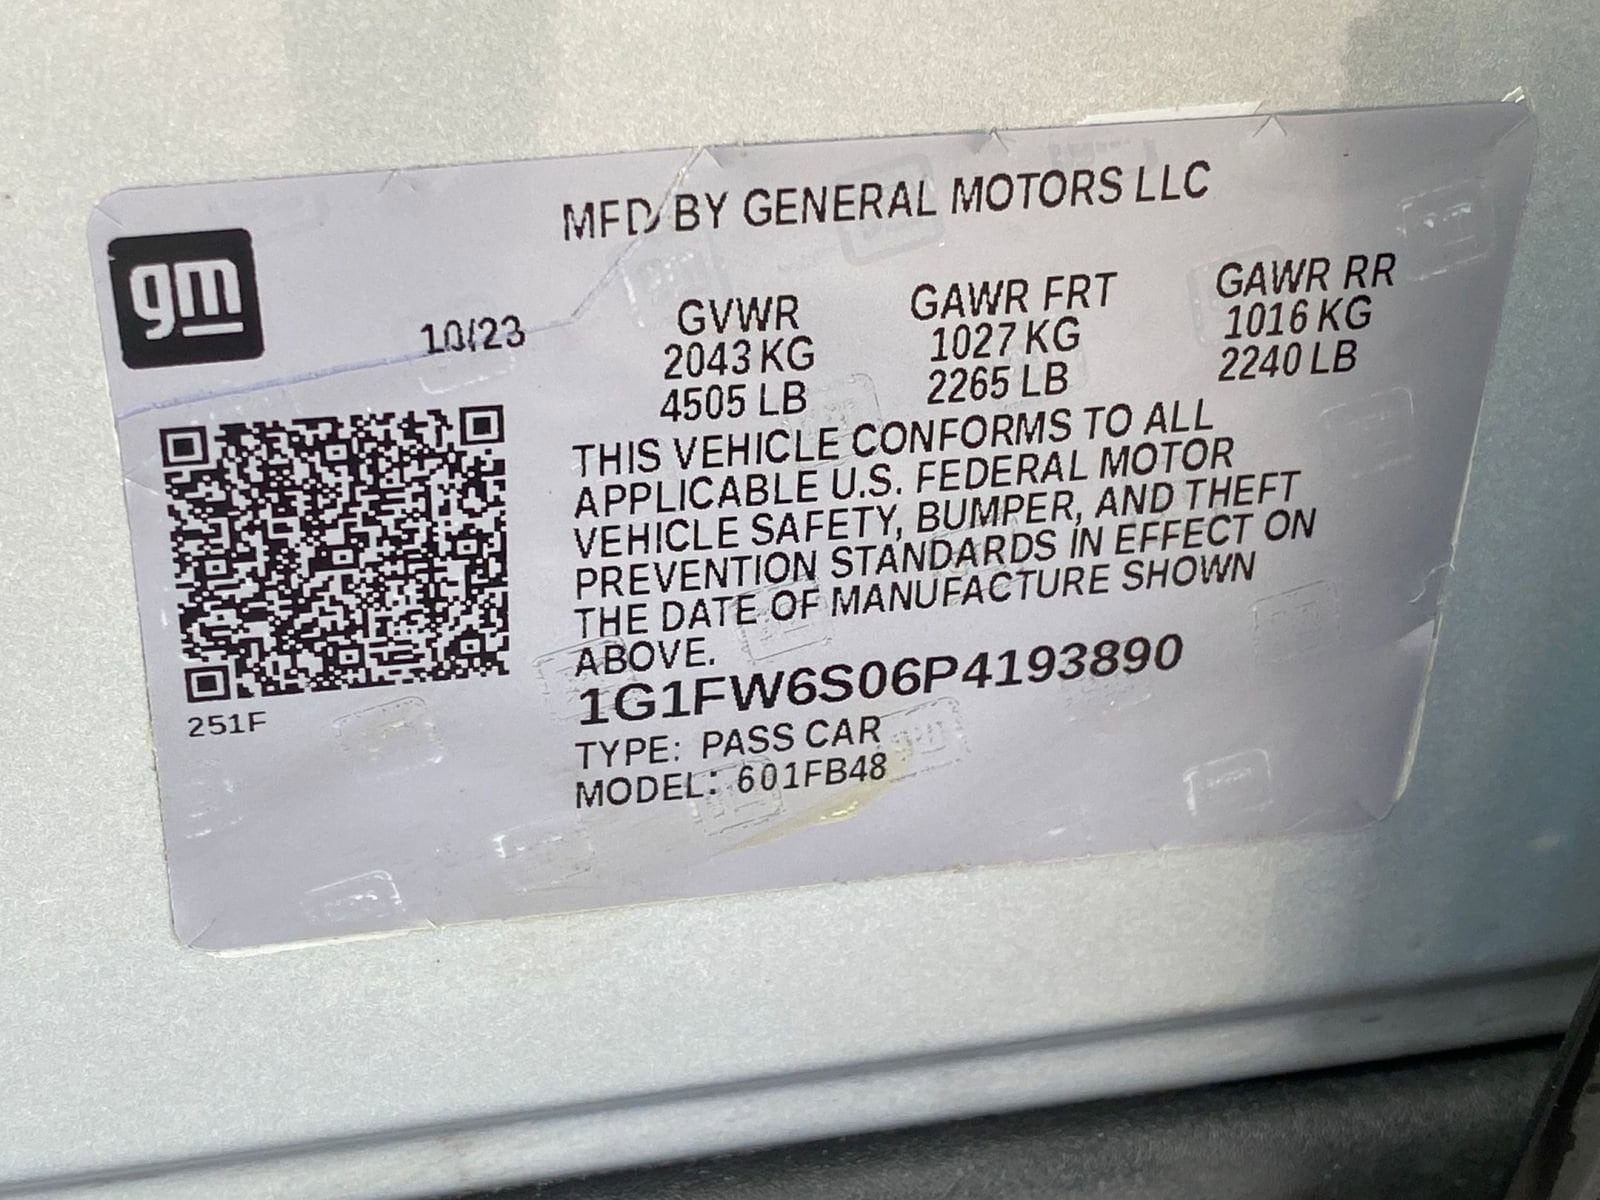 MFD BY GENERAL MOTORS LLC
gm
10/23
GVWR GAWR FRT GAWR RR
2043 KG 1027 KG 1016 KG
4505 LB 2265 LB 2240 LB
THIS VEHICLE CONFORMS TO ALL
APPLICABLE U.S. FEDERAL MOTOR
VEHICLE SAFETY, BUMPER, AND THEFT
PREVENTION STANDARDS IN EFFECT ON
THE DATE OF MANUFACTURE SHOWN
ABOVE.
1G1FW6S06P4193890
251F
TYPE: PASS CAR
MODEL: 601FB48